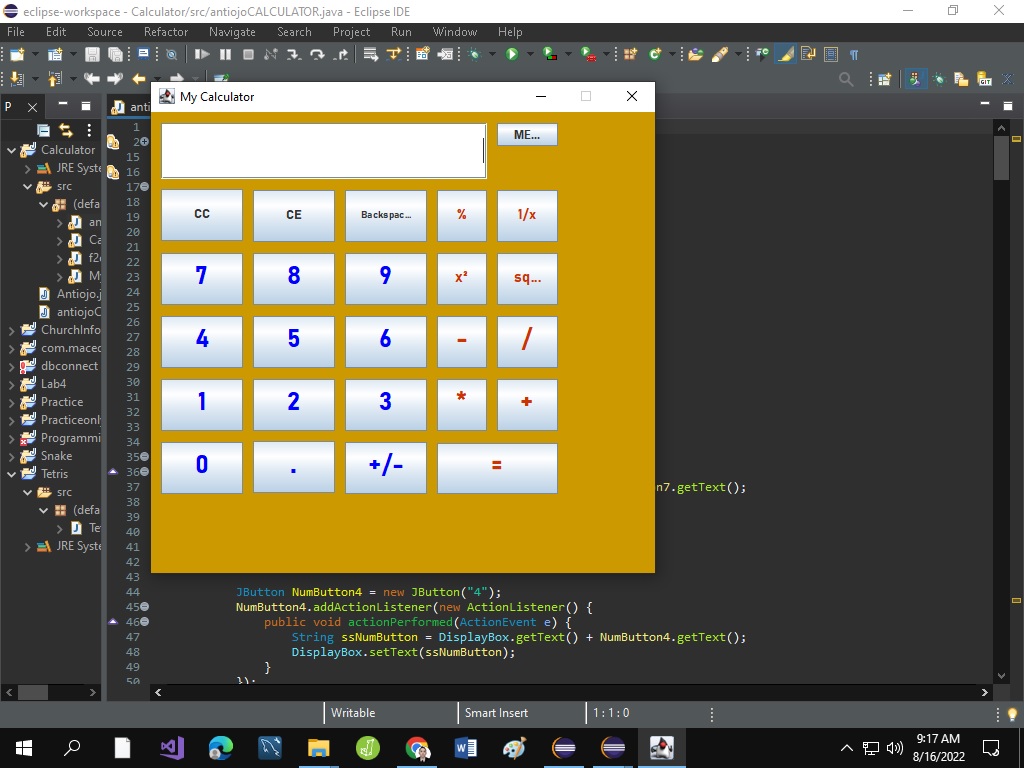 eclipse-workspace - Calculator/src/antiojoCALCULATOR.java - Eclipse IDE
File Edit Source Refactor Navigate Search Project Run Window Help
My Calculator
P
anti
ME...
CC CE Backspac... % 1/x
7 8 9 x² sq...
4 5 6 - /
1 2 3 * +
0 . +/- =
Calculator
JRE Syste
src
(defa
an
Ca
f2c
My
Antiojo.j
antiojoC
ChurchInfo
com.maced
dbconnect
Lab4
Practice
Practiceonl
Programmi
Snake
Tetris
src
(defa
Te
JRE Syste
1
2
15
16
17
18
19
20
21
22
23
24
25
26
27
28
29
30
31
32
33
34
35
36
37 n7.getText();
38
39
40
41
42
43
44 JButton NumButton4 = new JButton("4");
45 NumButton4.addActionListener(new ActionListener() {
46 public void actionPerformed(ActionEvent e) {
47 String ssNumButton = DisplayBox.getText() + NumButton4.getText();
48 DisplayBox.setText(ssNumButton);
49 }
50 });
Writable Smart Insert 1 : 1 : 0
9:17 AM
8/16/2022